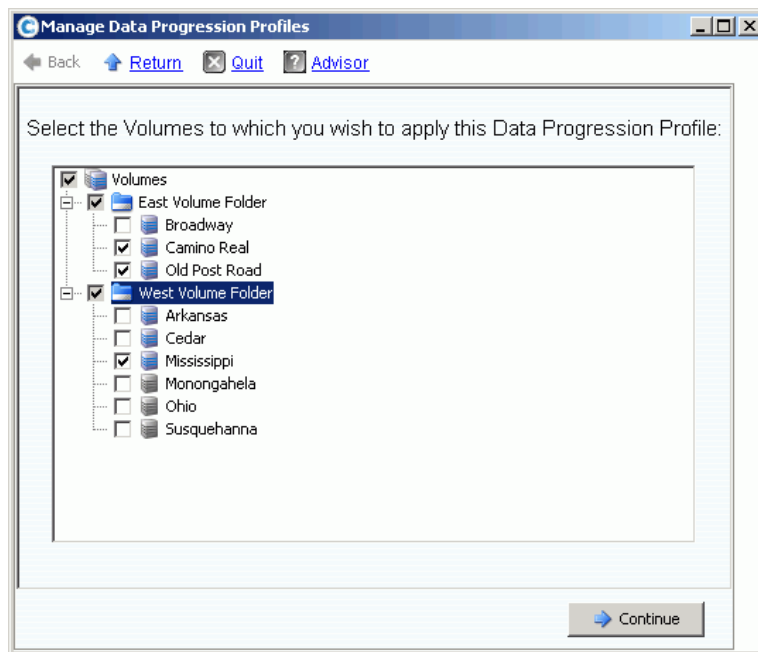 Manage Data Progression Profiles
Back Return Quit ? Advisor
Select the Volumes to which you wish to apply this Data Progression Profile:
Volumes
East Volume Folder
Broadway
Camino Real
Old Post Road
West Volume Folder
Arkansas
Cedar
Mississippi
Monongahela
Ohio
Susquehanna
Continue